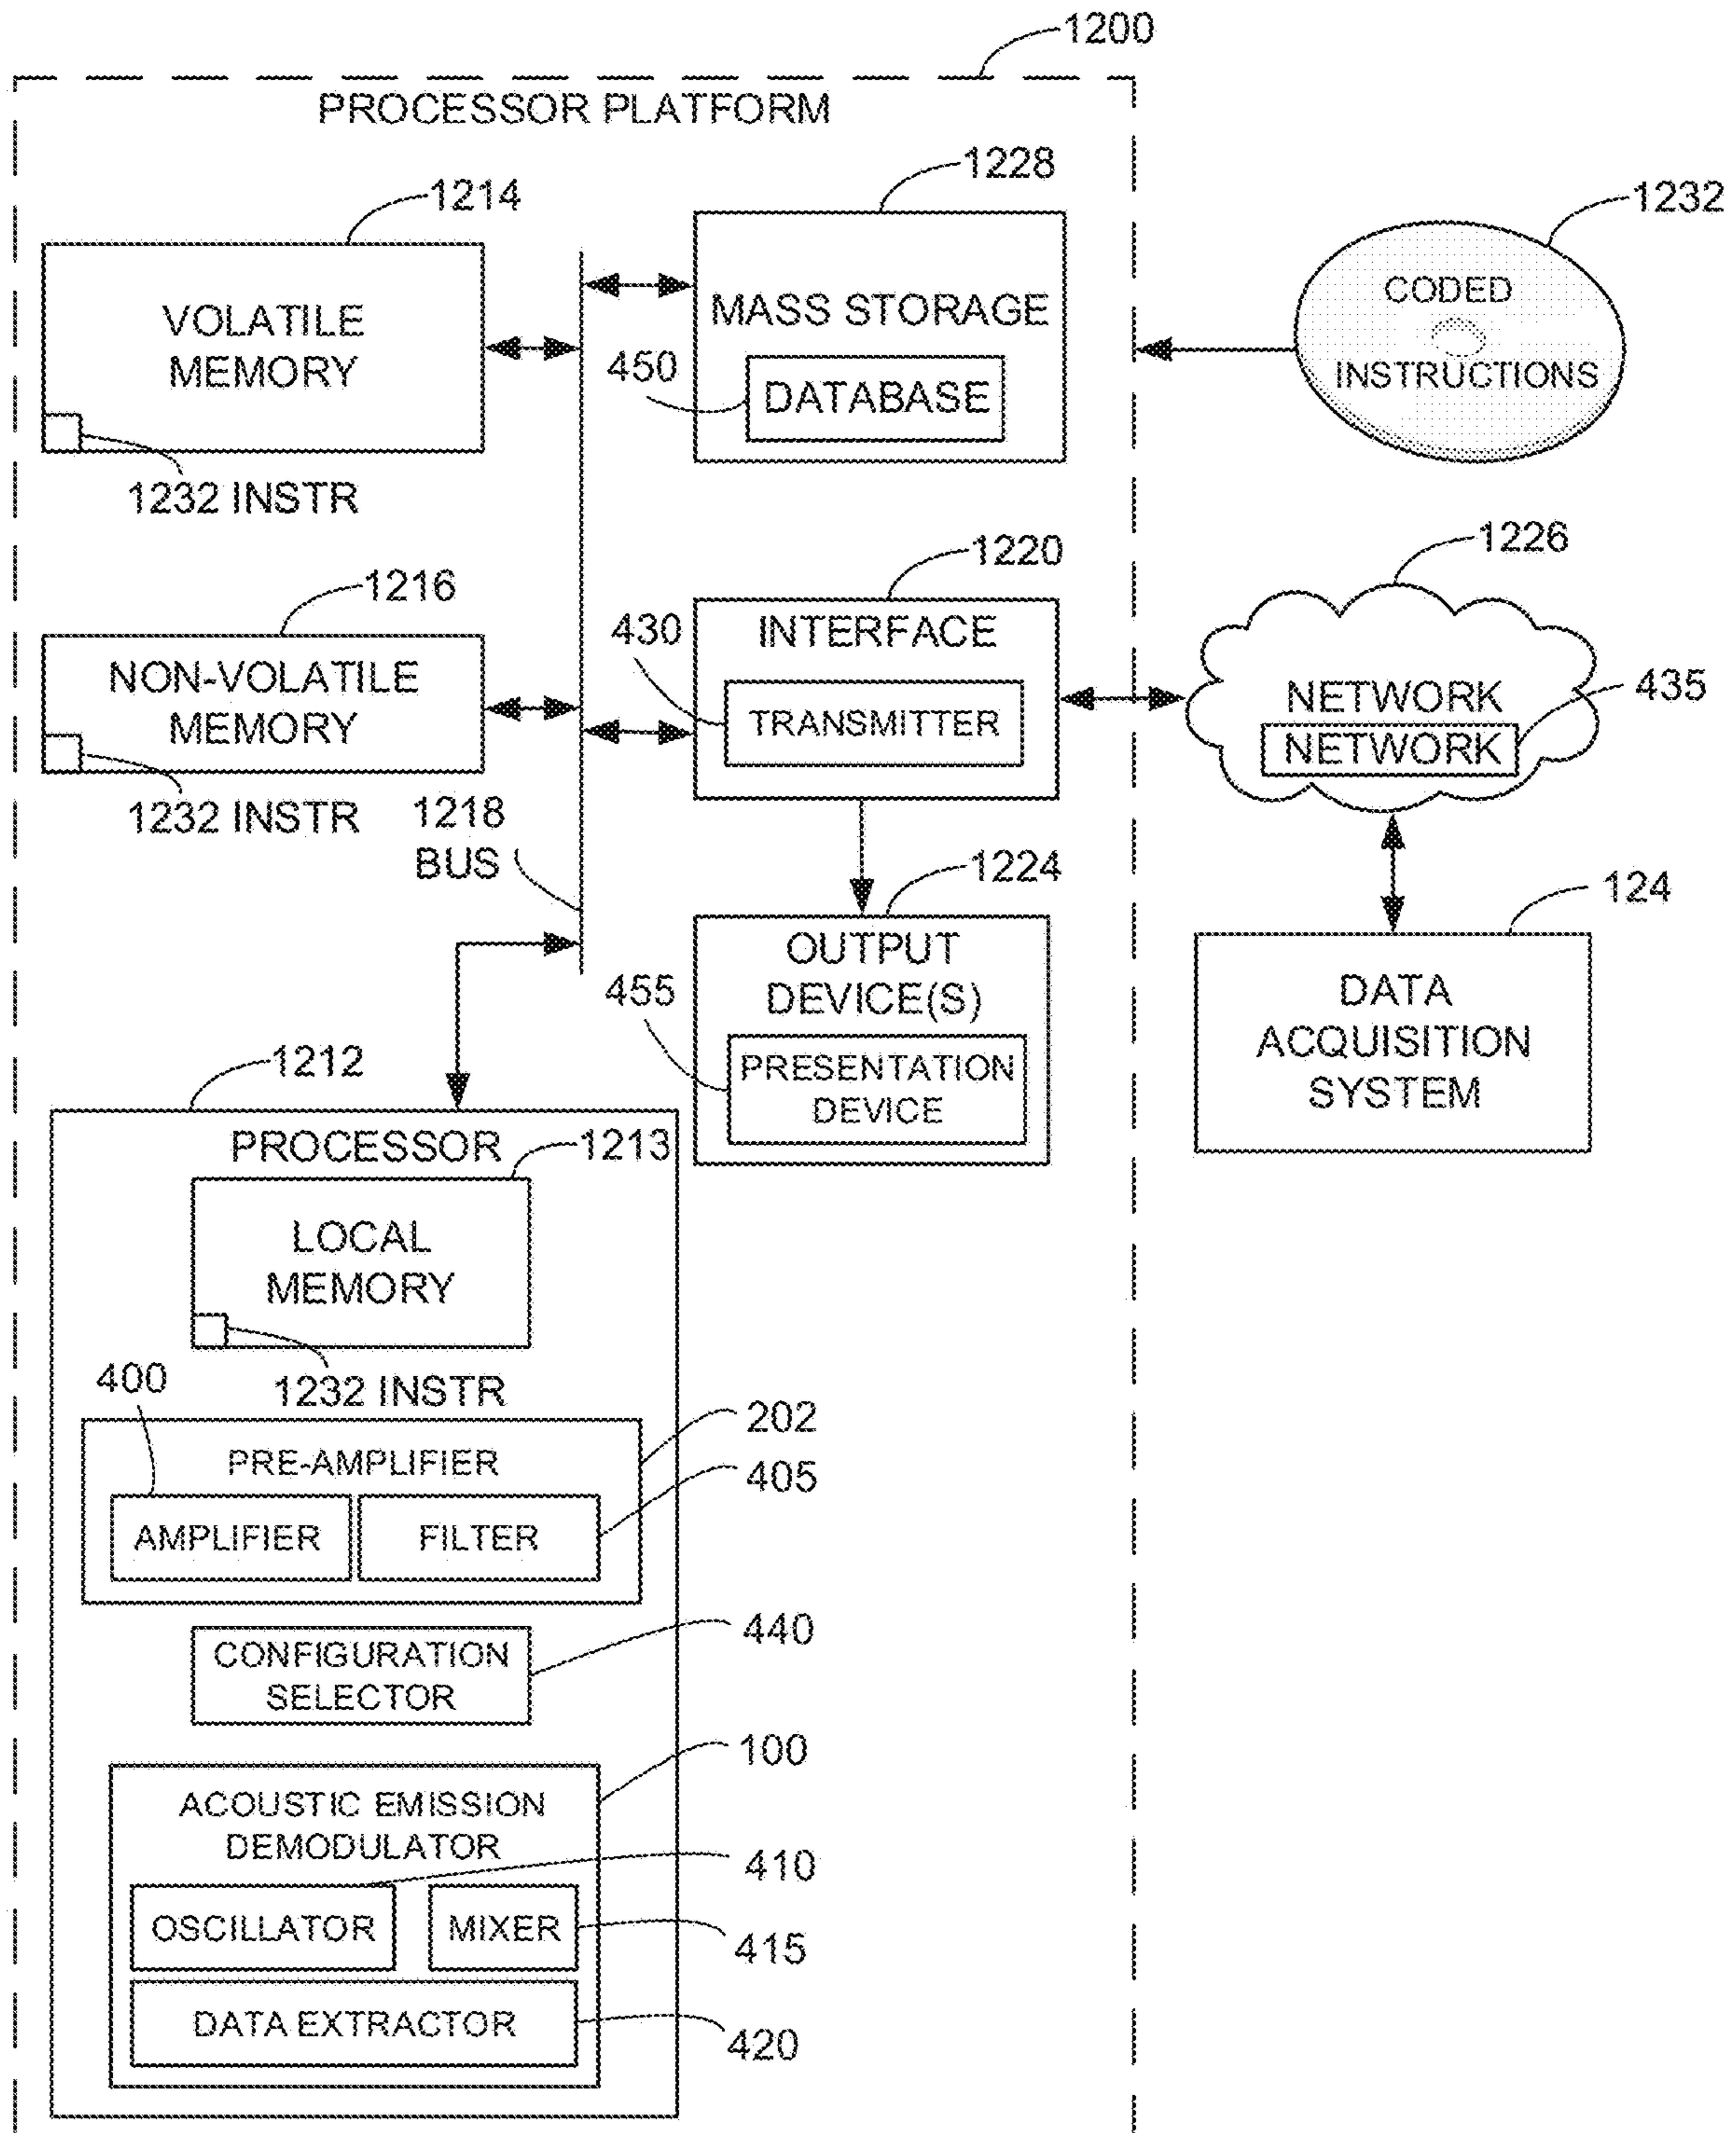 1200
PROCESSOR PLATFORM
1228
1214
1232
VOLATILE
MEMORY
MASS STORAGE
450
DATABASE
CODED
INSTRUCTIONS
1232 INSTR
1226
1220
1216
430
INTERFACE
TRANSMITTER
NON-VOLATILE
MEMORY
NETWORK
435
NETWORK
1232 INSTR
1218
BUS
1224
124
OUTPUT
DEVICE(S)
455
PRESENTATION
DEVICE
DATA
ACQUISITION
SYSTEM
1212
PROCESSOR
1213
LOCAL
MEMORY
1232 INSTR
400
202
PRE-AMPLIFIER
405
AMPLIFIER
FILTER
440
CONFIGURATION
SELECTOR
100
ACOUSTIC EMISSION
DEMODULATOR
410
OSCILLATOR
MIXER
415
DATA EXTRACTOR
420